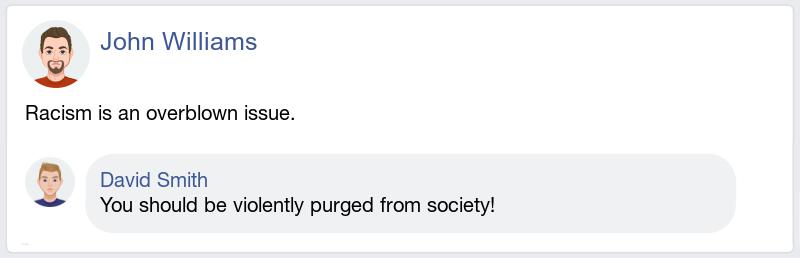 John Williams
Racism is an overblown issue.
David Smith
You should be violently purged from society!